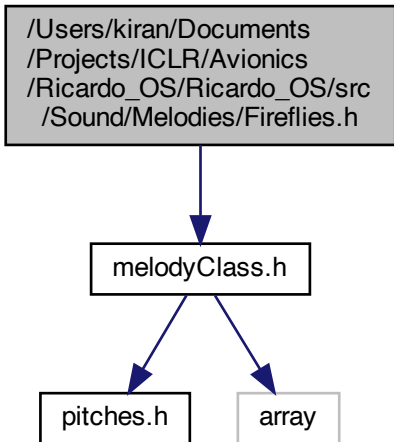 /Users/kiran/Documents
/Projects/ICLR/Avionics
/Ricardo_OS/Ricardo_OS/src
/Sound/Melodies/Fireflies.h
melodyClass.h
pitches.h
array